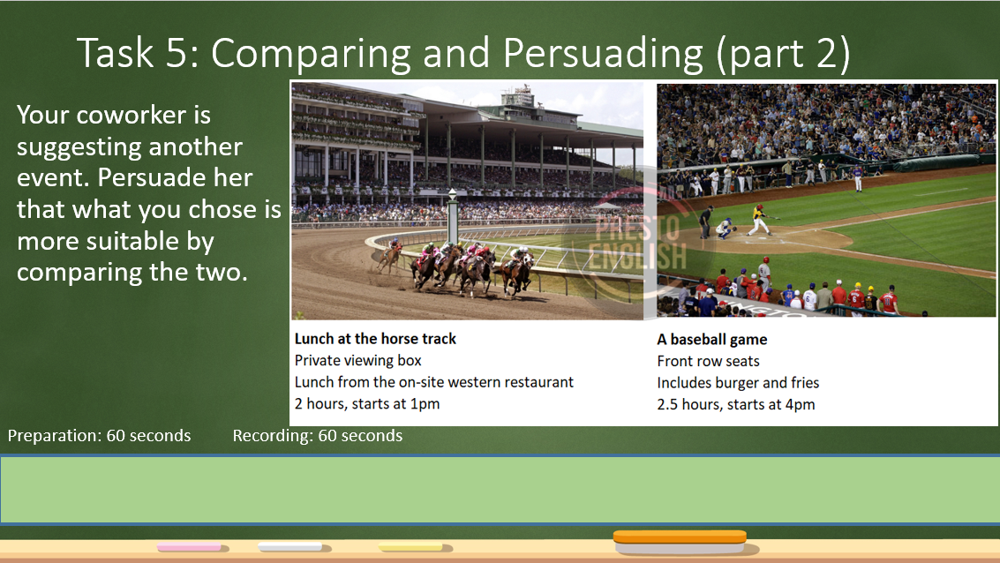 Task 5: Comparing and Persuading (part 2)
Your coworker is
suggesting another
event. Persuade her
that what you chose is
more suitable by
comparing the two.
PRESTO
ENGLISH
Lunch at the horse track
Private viewing box
Lunch from the on-site western restaurant
2 hours, starts at 1pm
A baseball game
Front row seats
Includes burger and fries
2.5 hours, starts at 4pm
Preparation: 60 seconds
Recording: 60 seconds